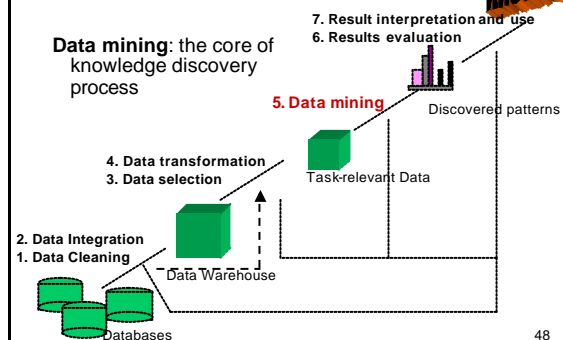 7. Result interpretation and use
6. Results evaluation
Data mining: the core of
knowledge discovery
process
5. Data mining
Discovered patterns
4. Data transformation
3. Data selection
Task-relevant Data
2. Data Integration
1. Data Cleaning
Data Warehouse
Databases
48